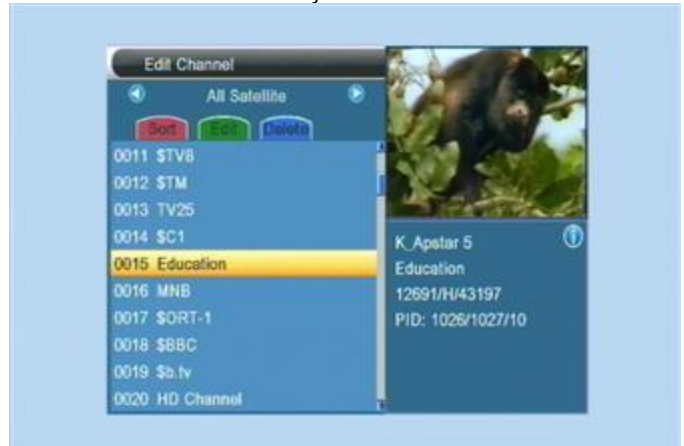 Edit Channel
All Satellite
Sort Edit Delete
0011 $TV8
0012 $TM
0013 TV25
0014 $C1
0015 Education
0016 MNB
0017 $ORT-1
0018 $BBC
0019 $b.tv
0020 HD Channel
K_Apstar 5
Education
12691/H/43197
PID: 1026/1027/10